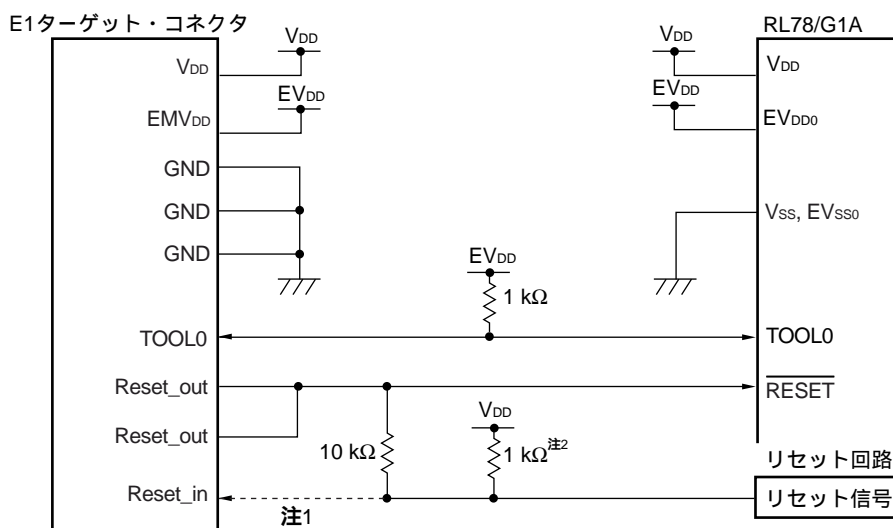 E1ターゲット・コネクタ
RL78/G1A
VDD
VDD
VDD
VDD
EVDD
EVDD
EMVDD
EVDD0
GND
GND
VSS, EVSS0
GND
EVDD
1 kΩ
TOOL0
TOOL0
Reset_out
RESET
VDD
Reset_out
10 kΩ
1 kΩ注2
リセット回路
Reset_in
リセット信号
注1